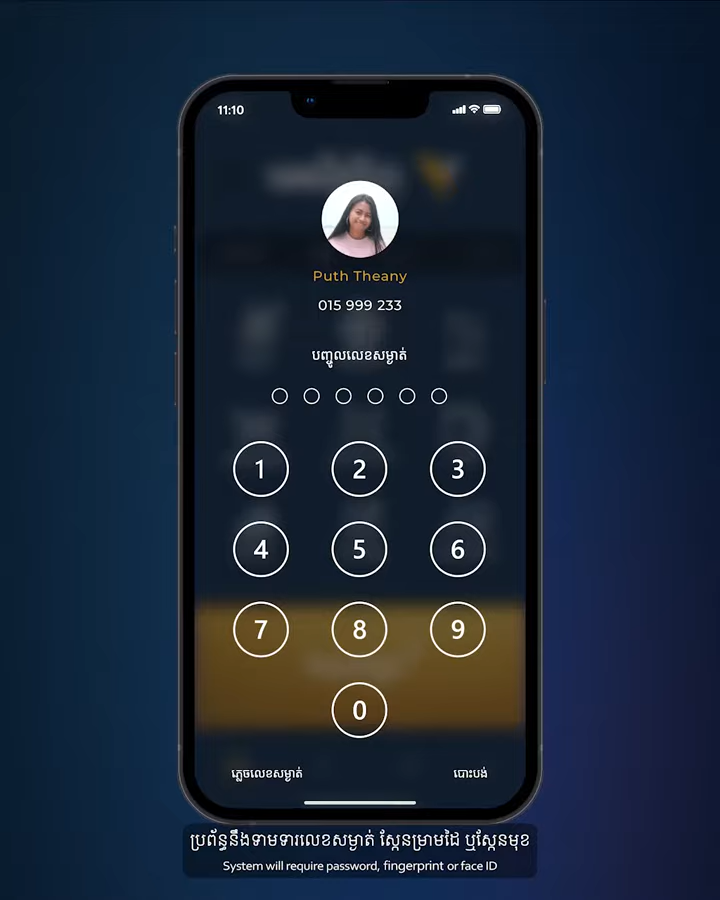 11:10
Puth Theany
015 999 233
បញ្ចូលលេខសម្ងាត់
1 2 3
4 5 6
7 8 9
0
ភ្លេចលេខសម្ងាត់ បោះបង់
ប្រព័ន្ធនឹងទាមទារលេខសម្ងាត់ ស្កែនម្រាមដៃ ឬស្កែនមុខ
System will require password, fingerprint or face ID